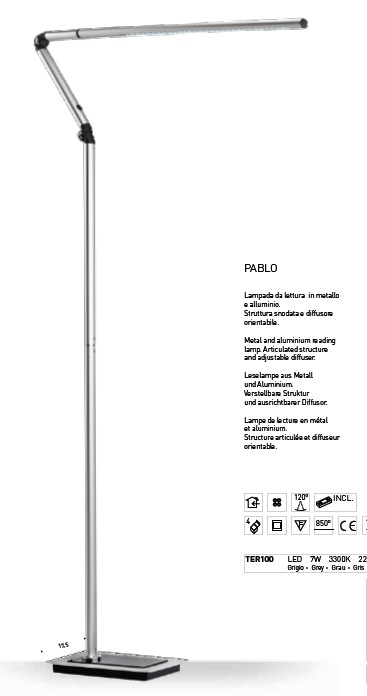 PABLO
Lampada da lettura in metallo
e alluminio.
Struttura snodata e diffusore
orientabile.
Metal and aluminium reading
lamp. Articulated structure
and adjustable diffuser.
Leselampe aus Metall
und Aluminium.
Verstellbare Struktur
und ausrichtbarer Diffusor.
Lampe de lecture en métal
et aluminium.
Structure articulée et diffuseur
orientable.
120° INCL.
4 F 850° CE
TER100 LED 7W 3300K 22
Grigio • Grey • Grau • Gris